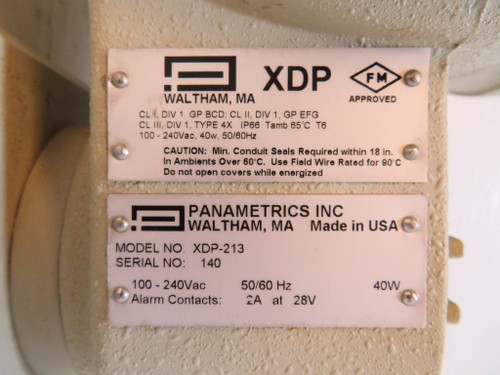 XDP
FM
WALTHAM, MA
APPROVED
CL I, DIV 1, GP BCD; CL II, DIV 1, GP EFG
CL III, DIV 1, TYPE 4X IP66 Tamb 65°C T6
100 - 240Vac, 40w, 50/60Hz
CAUTION: Min. Conduit Seals Required within 18 in.
In Ambients Over 60°C. Use Field Wire Rated for 90°C
Do not open covers while energized
PANAMETRICS INC
WALTHAM, MA Made in USA
MODEL NO. XDP-213
SERIAL NO: 140
100 - 240Vac 50/60 Hz 40W
Alarm Contacts: 2A at 28V